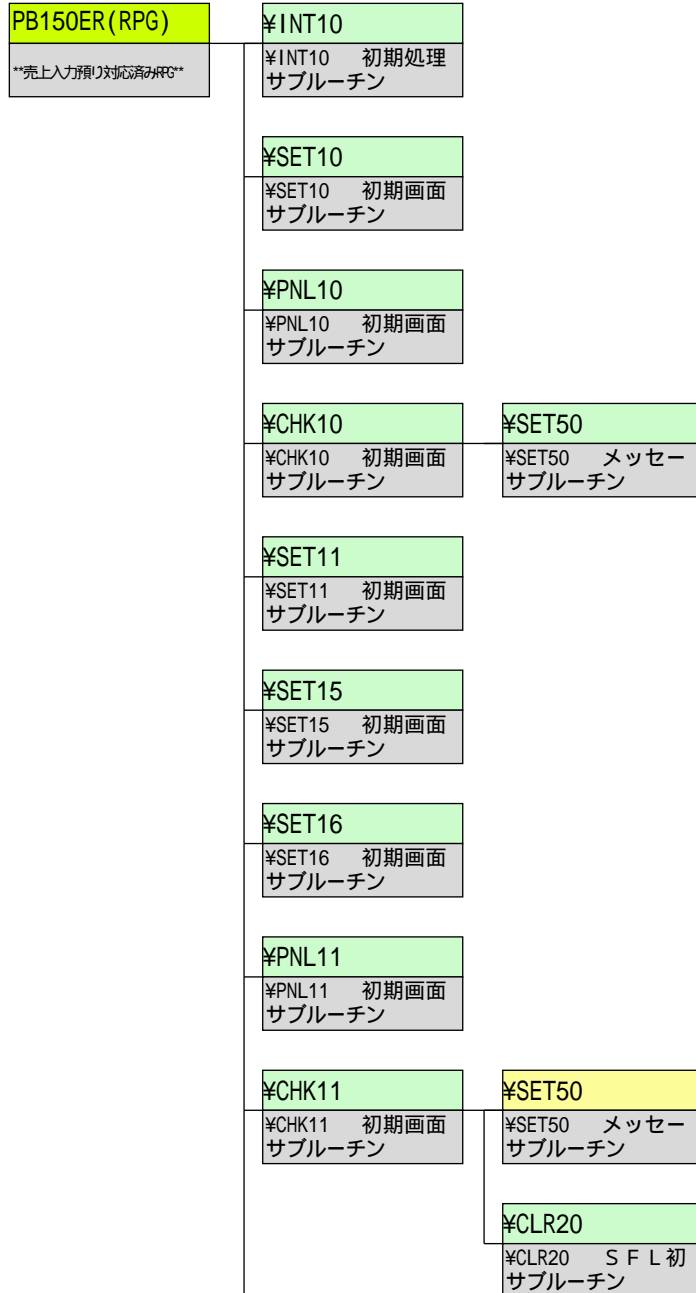 PB150ER(RPG)
**売上入力預り対応済みRPG**
¥INT10
¥INT10 初期処理
サブルーチン
¥SET10
¥SET10 初期画面
サブルーチン
¥PNL10
¥PNL10 初期画面
サブルーチン
¥CHK10
¥CHK10 初期画面
サブルーチン
¥SET50
¥SET50 メッセー
サブルーチン
¥SET11
¥SET11 初期画面
サブルーチン
¥SET15
¥SET15 初期画面
サブルーチン
¥SET16
¥SET16 初期画面
サブルーチン
¥PNL11
¥PNL11 初期画面
サブルーチン
¥CHK11
¥CHK11 初期画面
サブルーチン
¥SET50
¥SET50 メッセー
サブルーチン
¥CLR20
¥CLR20 ＳＦＬ初
サブルーチン